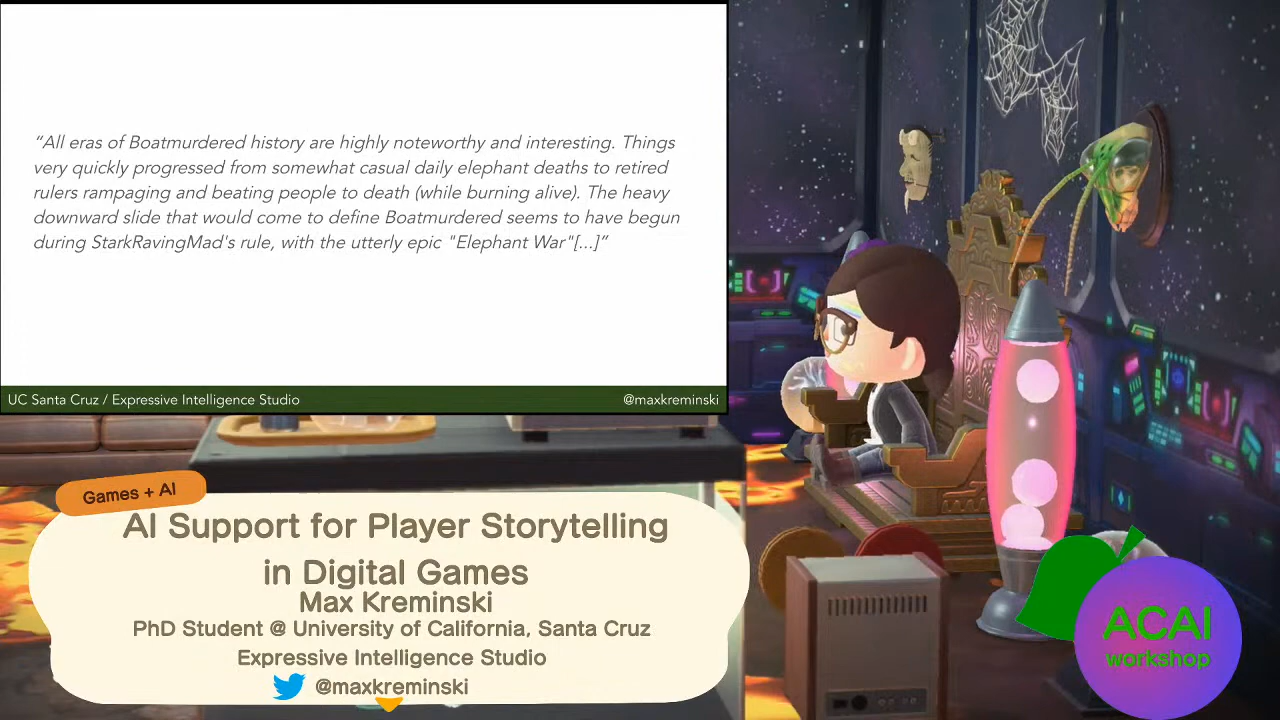 “All eras of Boatmurdered history are highly noteworthy and interesting. Things
very quickly progressed from somewhat casual daily elephant deaths to retired
rulers rampaging and beating people to death (while burning alive). The heavy
downward slide that would come to define Boatmurdered seems to have begun
during StarkRavingMad's rule, with the utterly epic "Elephant War"[...]”
UC Santa Cruz / Expressive Intelligence Studio
@maxkreminski
Games + AI
AI Support for Player Storytelling
in Digital Games
Max Kreminski
PhD Student @ University of California, Santa Cruz
Expressive Intelligence Studio
@maxkreminski
ACAI
workshop